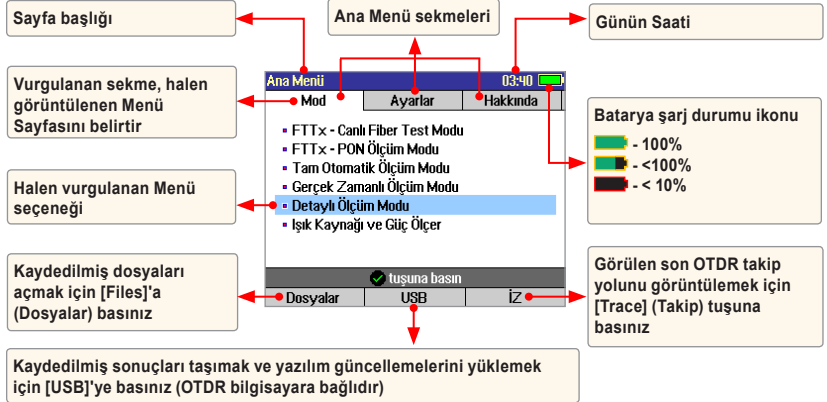 Sayfa başlığı
Ana Menü sekmeleri
Günün Saati
Vurgulanan sekme, halen
görüntülenen Menü
Sayfasını belirtir
Ana Menü
03:40
Mod
Ayarlar
Hakkında
FTTx - Canlı Fiber Test Modu
FTTx - PON Ölçüm Modu
Tam Otomatik Ölçüm Modu
Gerçek Zamanlı Ölçüm Modu
Detaylı Ölçüm Modu
Işık Kaynağı ve Güç Ölçer
tuşuna basın
Dosyalar
USB
İZ
Batarya şarj durumu ikonu
- 100%
- <100%
- < 10%
Halen vurgulanan Menü
seçeneği
Kaydedilmiş dosyaları
açmak için [Files]'a
(Dosyalar) basınız
Görülen son OTDR takip
yolunu görüntülemek için
[Trace] (Takip) tuşuna
basınız
Kaydedilmiş sonuçları taşımak ve yazılım güncellemelerini yüklemek
için [USB]'ye basınız (OTDR bilgisayara bağlıdır)